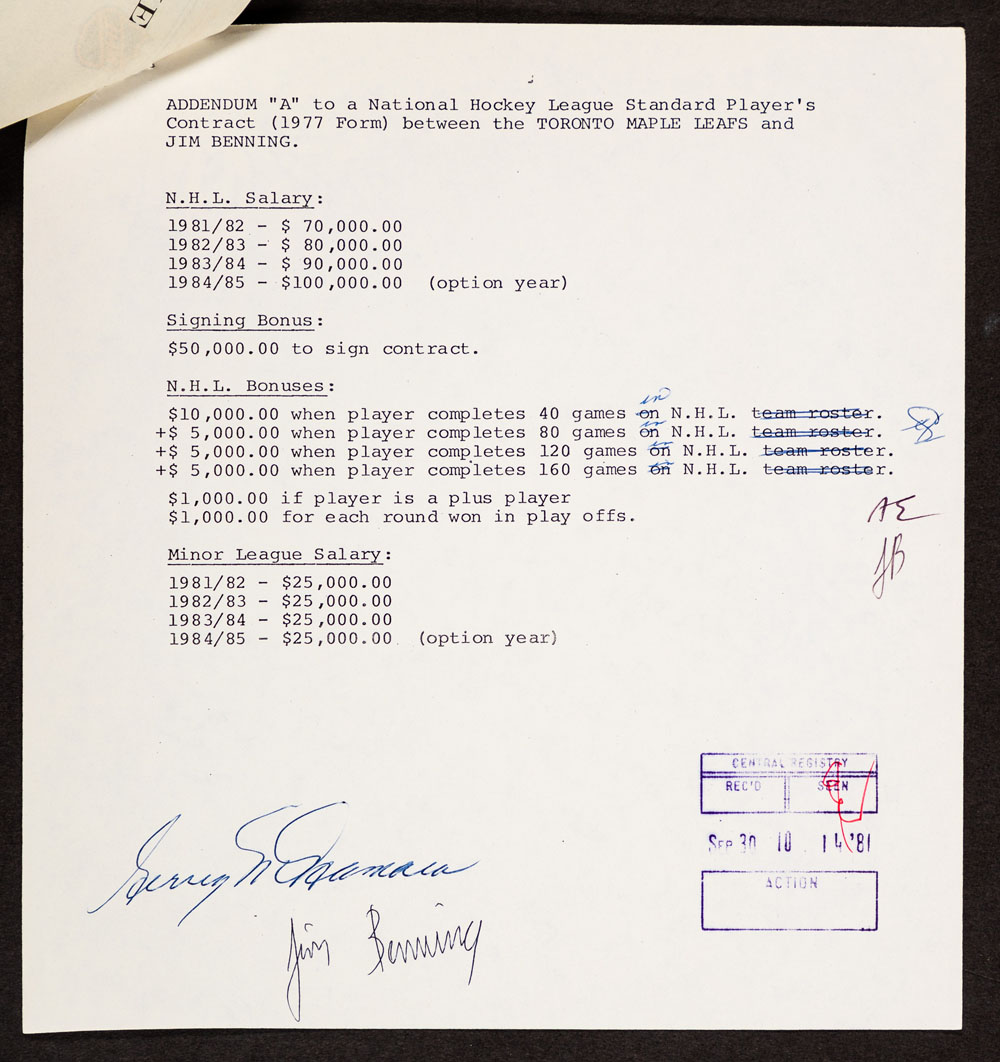 ADDENDUM "A" to a National Hockey League Standard Player's
Contract (1977 Form) between the TORONTO MAPLE LEAFS and
JIM BENNING.
N.H.L. Salary:
1981/82 - $ 70,000.00
1982/83 - $ 80,000.00
1983/84 - $ 90,000.00
1984/85 - $100,000.00 (option year)
Signing Bonus:
$50,000.00 to sign contract.
N.H.L. Bonuses:
in
$10,000.00 when player completes 40 games on N.H.L. team roster.
in
+$ 5,000.00 when player completes 80 games on N.H.L. team roster.
in
+$ 5,000.00 when player completes 120 games on N.H.L. team roster.
in
+$ 5,000.00 when player completes 160 games on N.H.L. team roster.
$1,000.00 if player is a plus player
$1,000.00 for each round won in play offs.
AE
JB
Minor League Salary:
1981/82 - $25,000.00
1982/83 - $25,000.00
1983/84 - $25,000.00
1984/85 - $25,000.00 (option year)
CENTRAL REGISTRY
REC'D SEEN
SEP 30 10 14 '81
ACTION
Gerry McNamara
Jim Benning